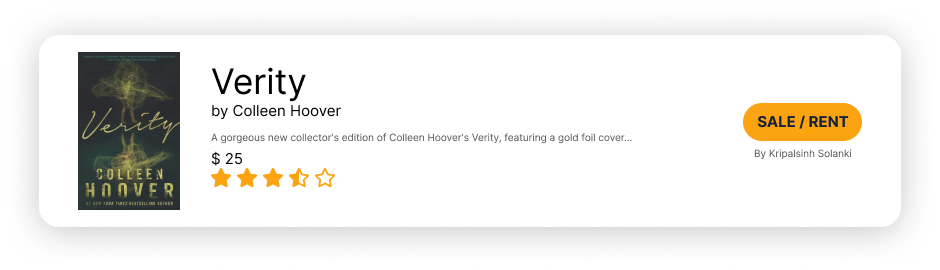 Verity
COLLEEN
HOOVER
#1 NEW YORK TIMES BESTSELLING AUTHOR
Verity
by Colleen Hoover
A gorgeous new collector's edition of Colleen Hoover's Verity, featuring a gold foil cover...
$ 25
SALE / RENT
By Kripalsinh Solanki